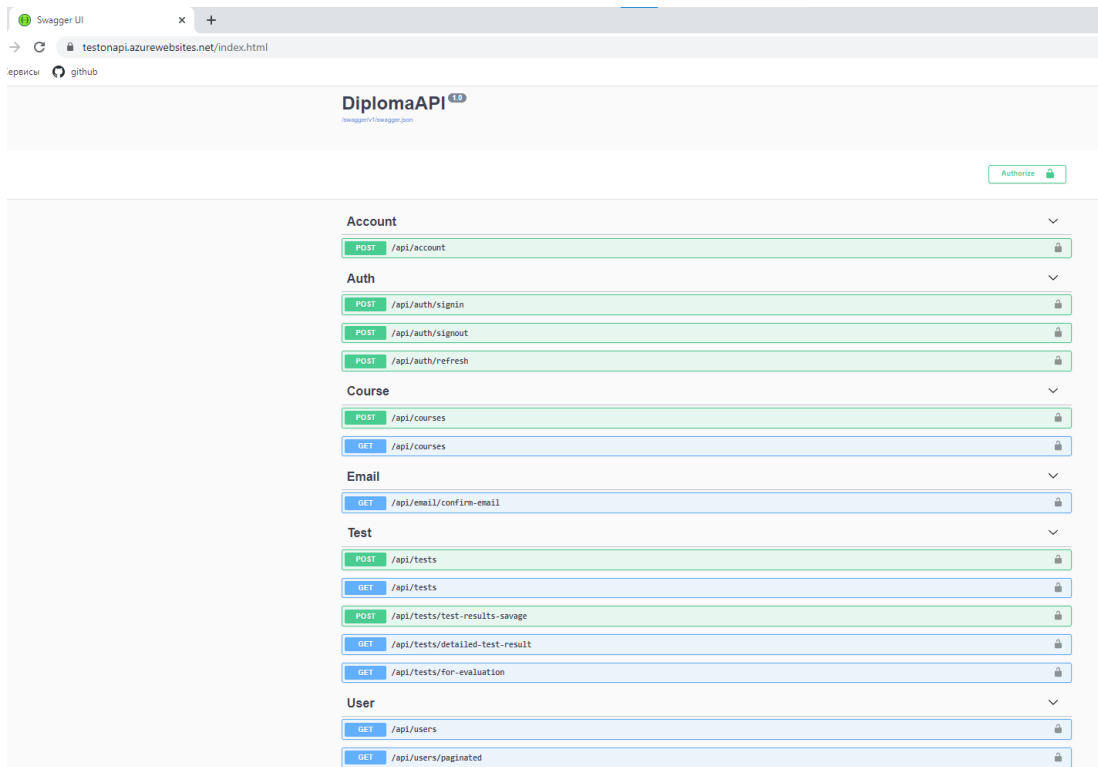 Swagger UI
testonapi.azurewebsites.net/index.html
Сервисы github
DiplomaAPI 1.0
/swagger/v1/swagger.json
Authorize
Account
POST /api/account
Auth
POST /api/auth/signin
POST /api/auth/signout
POST /api/auth/refresh
Course
POST /api/courses
GET /api/courses
Email
GET /api/email/confirm-email
Test
POST /api/tests
GET /api/tests
POST /api/tests/test-results-savage
GET /api/tests/detailed-test-result
GET /api/tests/for-evaluation
User
GET /api/users
GET /api/users/paginated